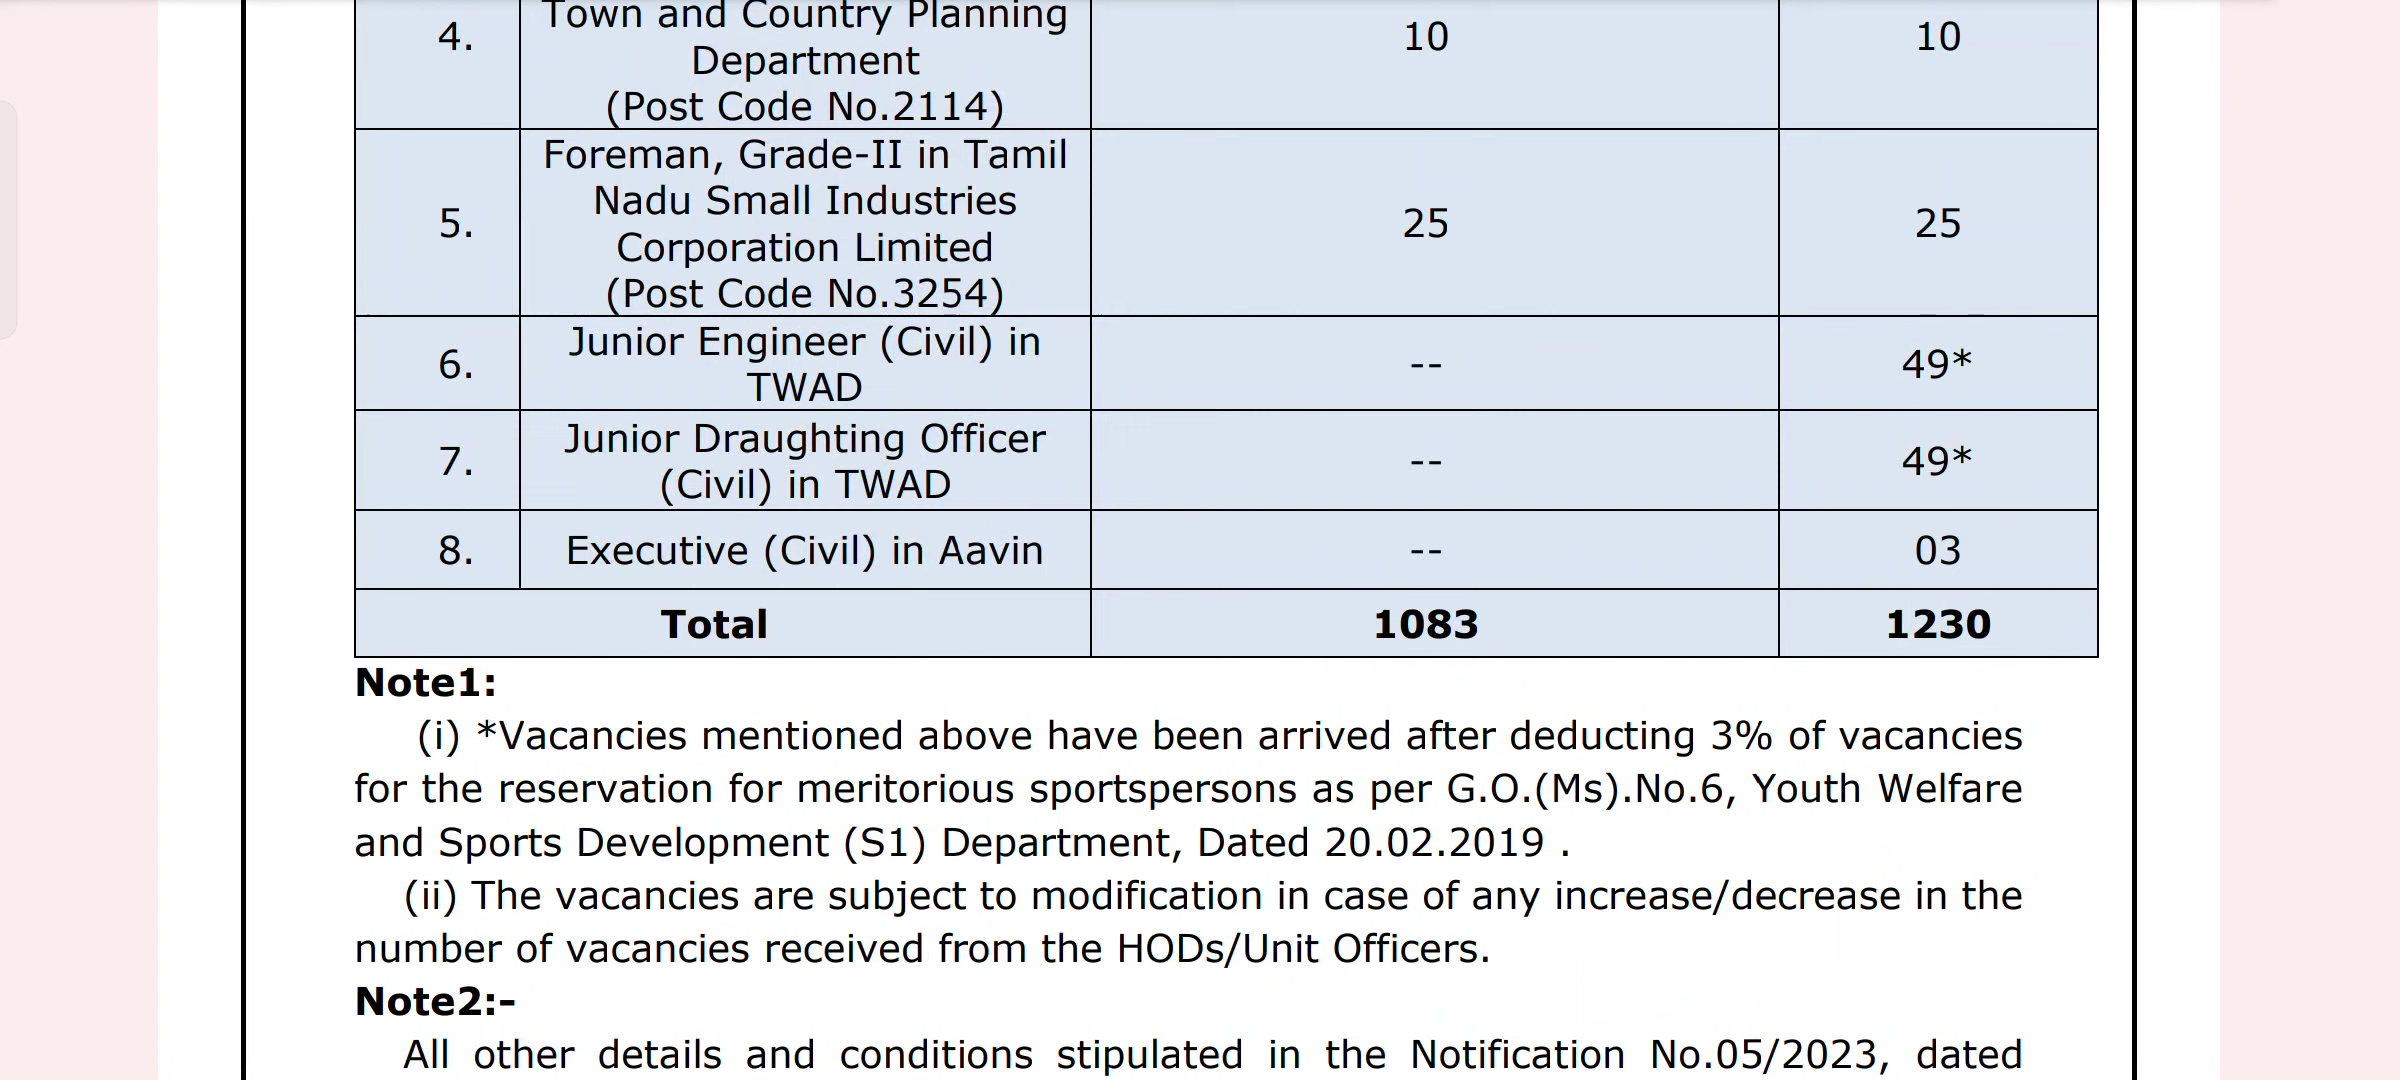 Town and Country Planning
4. 10 10
Department
(Post Code No.2114)
Foreman, Grade-II in Tamil
Nadu Small Industries
5. 25 25
Corporation Limited
(Post Code No.3254)
Junior Engineer (Civil) in
6. -- 49*
TWAD
Junior Draughting Officer
7. -- 49*
(Civil) in TWAD
8. Executive (Civil) in Aavin -- 03
Total 1083 1230
Note1:
(i) *Vacancies mentioned above have been arrived after deducting 3% of vacancies
for the reservation for meritorious sportspersons as per G.O.(Ms).No.6, Youth Welfare
and Sports Development (S1) Department, Dated 20.02.2019 .
(ii) The vacancies are subject to modification in case of any increase/decrease in the
number of vacancies received from the HODs/Unit Officers.
Note2:-
All other details and conditions stipulated in the Notification No.05/2023, dated